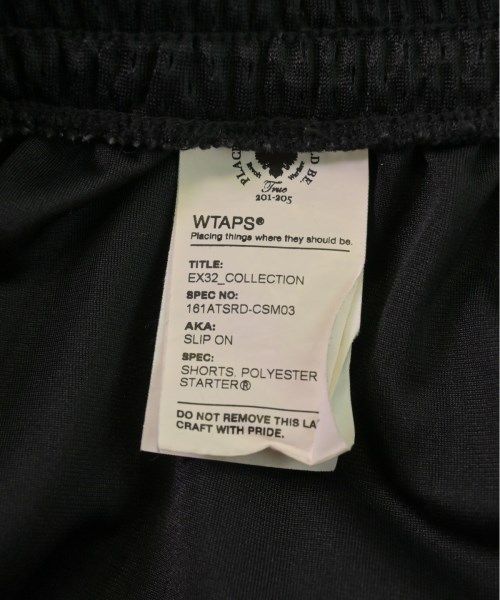 PLACE
D BE.
True
201-205
WTAPS®
Placing things where they should be.
TITLE:
EX32_COLLECTION
SPEC NO:
161ATSRD-CSM03
AKA:
SLIP ON
SPEC:
SHORTS. POLYESTER
STARTER®
DO NOT REMOVE THIS LA
CRAFT WITH PRIDE.